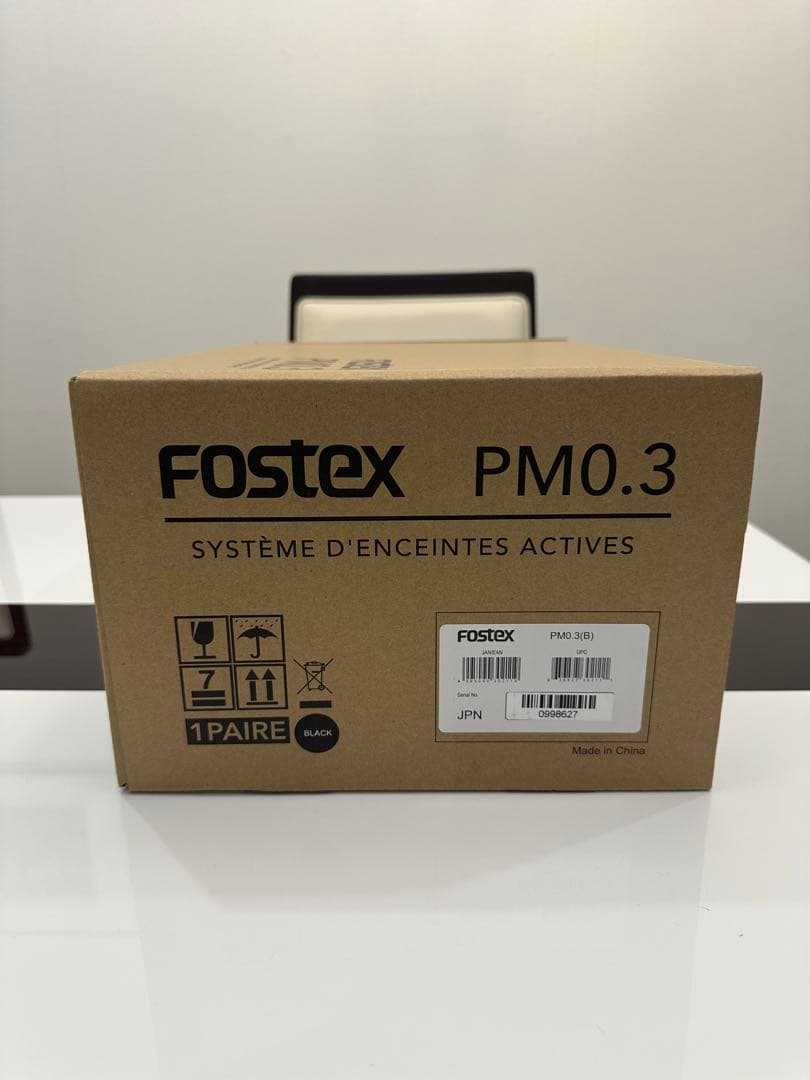 FOSTEX PM0.3
SYSTÈME D'ENCEINTES ACTIVES
7
1PAIRE BLACK
FOSTEX PM0.3(B)
JAN/EAN UPC
Serial No.
JPN 0998627
Made in China